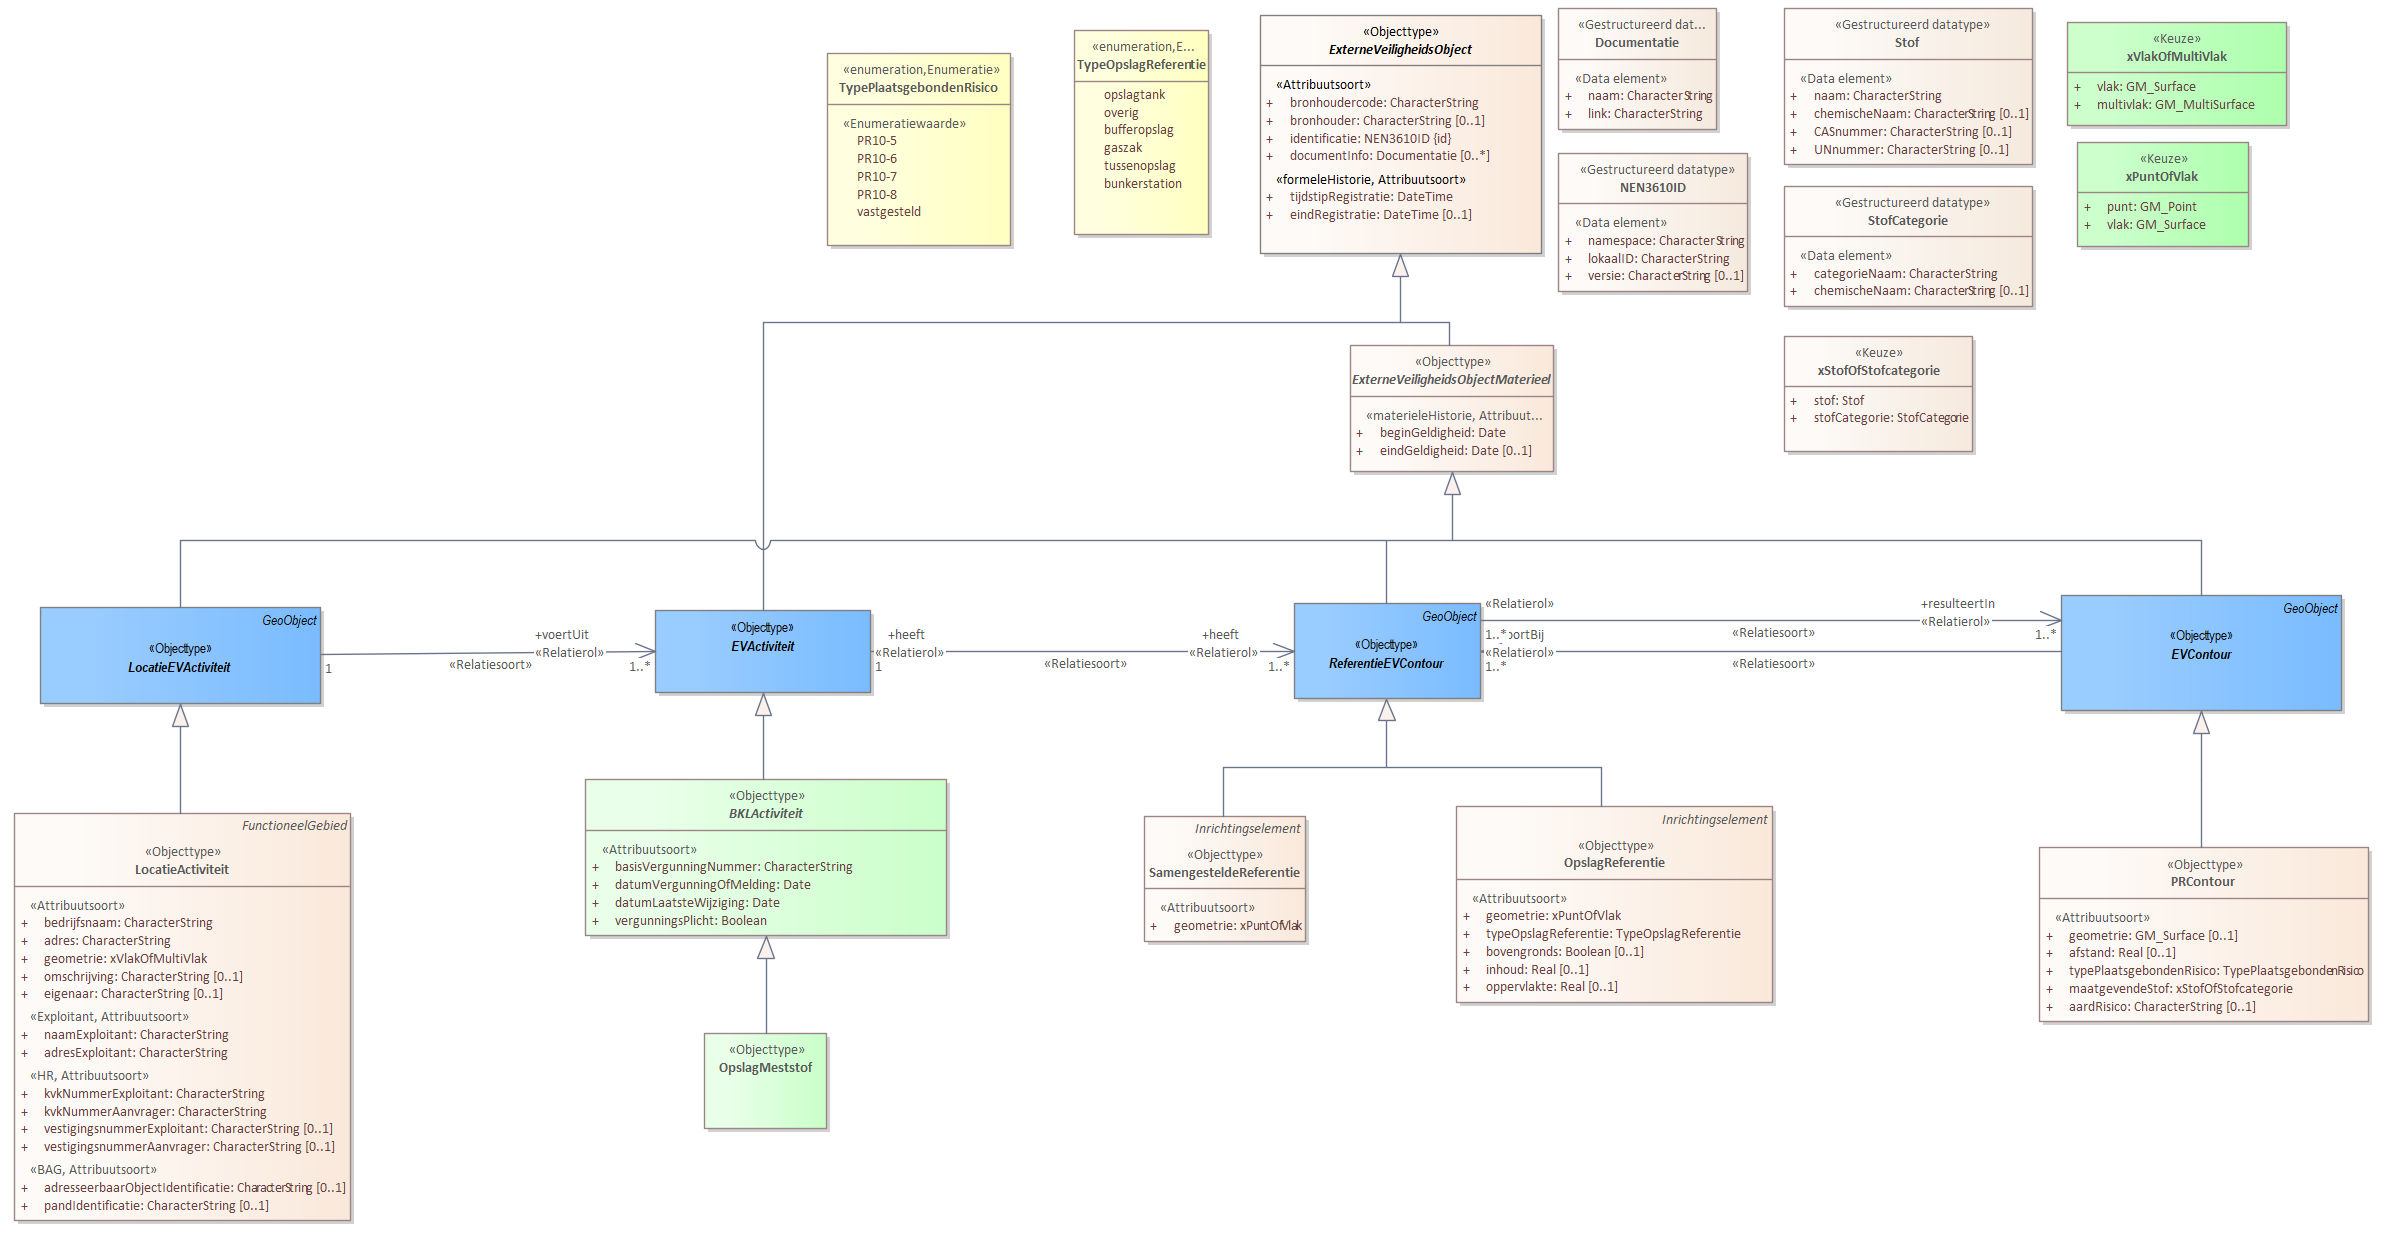 «enumeration,Enumeratie»
TypePlaatsgebondenRisico
«Enumeratiewaarde»
PR10-5
PR10-6
PR10-7
PR10-8
vastgesteld
«enumeration,E...
TypeOpslagReferentie
opslagtank
overig
bufferopslag
gaszak
tussenopslag
bunkerstation
«Objecttype»
ExterneVeiligheidsObject
«Attribuutsoort»
+ bronhoudercode: CharacterString
+ bronhouder: CharacterString [0..1]
+ identificatie: NEN3610ID {id}
+ documentInfo: Documentatie [0..*]
«formeleHistorie, Attribuutsoort»
+ tijdstipRegistratie: DateTime
+ eindRegistratie: DateTime [0..1]
«Gestructureerd dat...
Documentatie
«Data element»
+ naam: CharacterString
+ link: CharacterString
«Gestructureerd datatype»
NEN3610ID
«Data element»
+ namespace: CharacterString
+ lokaalID: CharacterString
+ versie: CharacterString [0..1]
«Gestructureerd datatype»
Stof
«Data element»
+ naam: CharacterString
+ chemischeNaam: CharacterString [0..1]
+ CASnummer: CharacterString [0..1]
+ UNnummer: CharacterString [0..1]
«Gestructureerd datatype»
StofCategorie
«Data element»
+ categorieNaam: CharacterString
+ chemischeNaam: CharacterString [0..1]
«Keuze»
xStofOfStofcategorie
+ stof: Stof
+ stofCategorie: StofCategorie
«Keuze»
xVlakOfMultiVlak
+ vlak: GM_Surface
+ multivlak: GM_MultiSurface
«Keuze»
xPuntOfVlak
+ punt: GM_Point
+ vlak: GM_Surface
«Objecttype»
ExterneVeiligheidsObjectMaterieel
«materieleHistorie, Attribuut...
+ beginGeldigheid: Date
+ eindGeldigheid: Date [0..1]
GeoObject
«Objecttype»
LocatieEVActiviteit
1
«Relatiesoort»
+voertUit
«Relatierol»
1..*
«Objecttype»
EVActiviteit
+heeft
«Relatierol»
1
«Relatiesoort»
+heeft
«Relatierol»
1..*
GeoObject
«Objecttype»
ReferentieEVContour
«Relatierol»
1..*
ortBij
«Relatierol»
1..*
«Relatiesoort»
«Relatiesoort»
+resulteertIn
«Relatierol»
1..*
GeoObject
«Objecttype»
EVContour
FunctioneelGebied
«Objecttype»
LocatieActiviteit
«Attribuutsoort»
+ bedrijfsnaam: CharacterString
+ adres: CharacterString
+ geometrie: xVlakOfMultiVlak
+ omschrijving: CharacterString [0..1]
+ eigenaar: CharacterString [0..1]
«Exploitant, Attribuutsoort»
+ naamExploitant: CharacterString
+ adresExploitant: CharacterString
«HR, Attribuutsoort»
+ kvkNummerExploitant: CharacterString
+ kvkNummerAanvrager: CharacterString
+ vestigingsnummerExploitant: CharacterString [0..1]
+ vestigingsnummerAanvrager: CharacterString [0..1]
«BAG, Attribuutsoort»
+ adresseerbaarObjectIdentificatie: CharacterString [0..1]
+ pandIdentificatie: CharacterString [0..1]
«Objecttype»
BKLActiviteit
«Attribuutsoort»
+ basisVergunningNummer: CharacterString
+ datumVergunningOfMelding: Date
+ datumLaatsteWijziging: Date
+ vergunningsPlicht: Boolean
«Objecttype»
OpslagMeststof
Inrichtingselement
«Objecttype»
SamengesteldeReferentie
«Attribuutsoort»
+ geometrie: xPuntOfVlak
Inrichtingselement
«Objecttype»
OpslagReferentie
«Attribuutsoort»
+ geometrie: xPuntOfVlak
+ typeOpslagReferentie: TypeOpslagReferentie
+ bovengronds: Boolean [0..1]
+ inhoud: Real [0..1]
+ oppervlakte: Real [0..1]
«Objecttype»
PRContour
«Attribuutsoort»
+ geometrie: GM_Surface [0..1]
+ afstand: Real [0..1]
+ typePlaatsgebondenRisico: TypePlaatsgebondenRisico
+ maatgevendeStof: xStofOfStofcategorie
+ aardRisico: CharacterString [0..1]